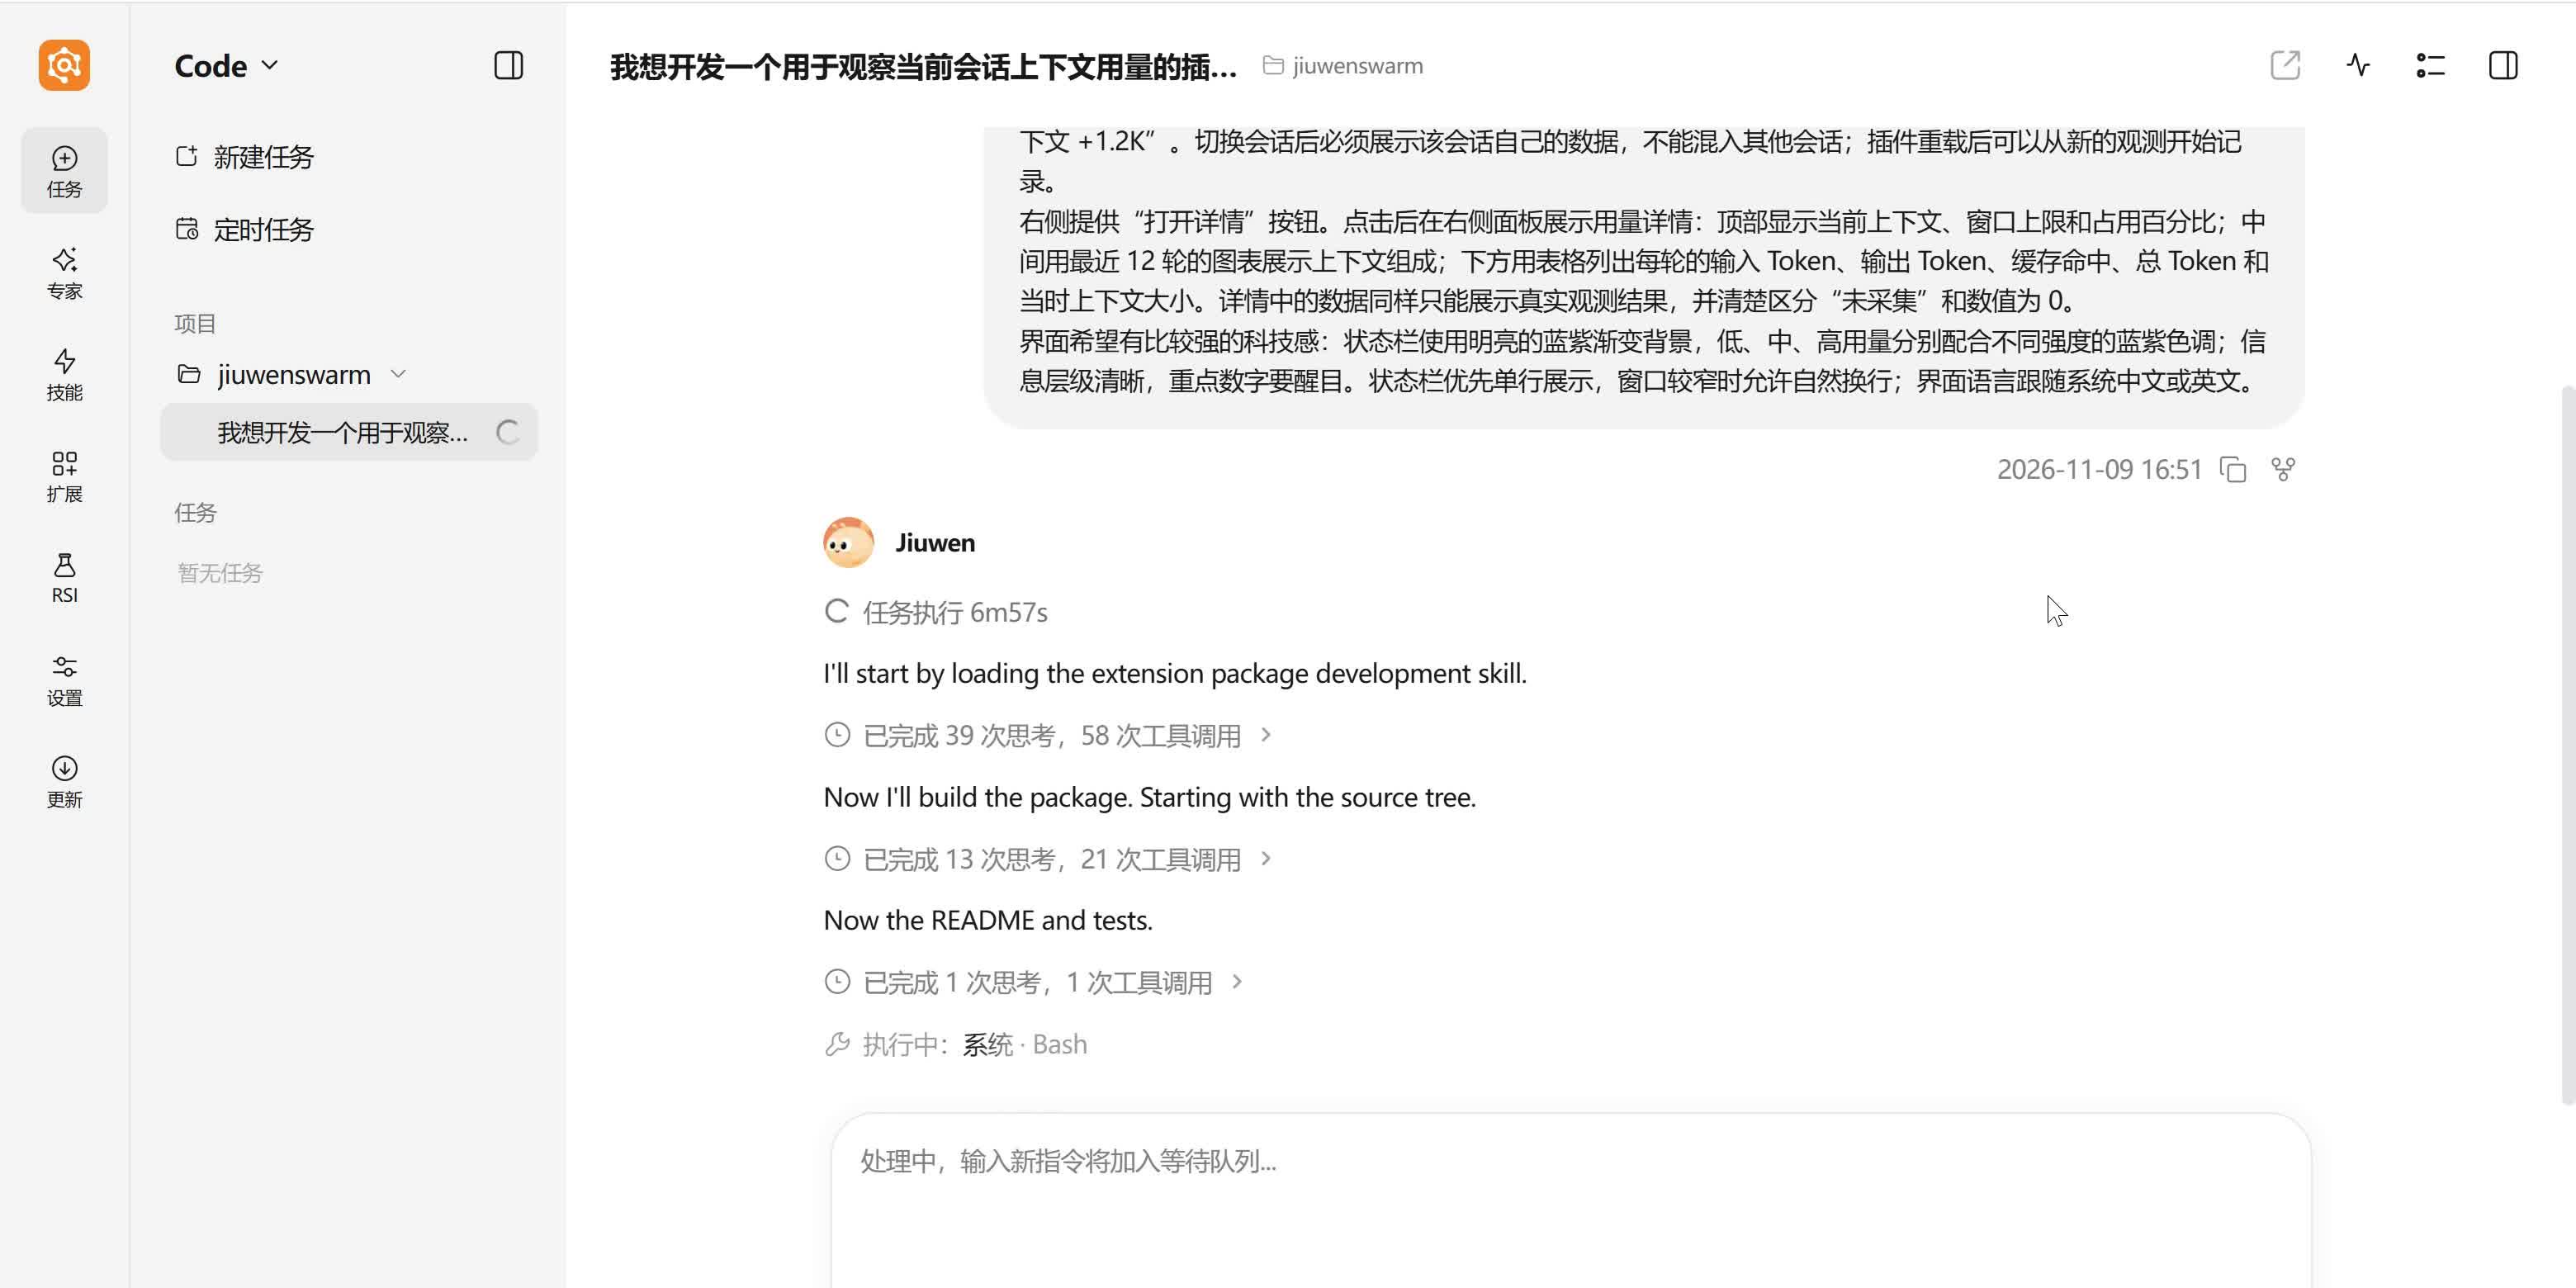 Code
新建任务
定时任务
项目
jiuwenswarm
我想开发一个用于观察...
任务
暂无任务
任务
专家
技能
扩展
RSI
设置
更新
我想开发一个用于观察当前会话上下文用量的插... jiuwenswarm
下文 +1.2K”。切换会话后必须展示该会话自己的数据，不能混入其他会话；插件重载后可以从新的观测开始记
录。
右侧提供“打开详情”按钮。点击后在右侧面板展示用量详情：顶部显示当前上下文、窗口上限和占用百分比；中
间用最近 12 轮的图表展示上下文组成；下方用表格列出每轮的输入 Token、输出 Token、缓存命中、总 Token 和
当时上下文大小。详情中的数据同样只能展示真实观测结果，并清楚区分“未采集”和数值为 0。
界面希望有比较强的科技感：状态栏使用明亮的蓝紫渐变背景，低、中、高用量分别配合不同强度的蓝紫色调；信
息层级清晰，重点数字要醒目。状态栏优先单行展示，窗口较窄时允许自然换行；界面语言跟随系统中文或英文。
2026-11-09 16:51
Jiuwen
任务执行 6m57s
I'll start by loading the extension package development skill.
已完成 39 次思考，58 次工具调用
Now I'll build the package. Starting with the source tree.
已完成 13 次思考，21 次工具调用
Now the README and tests.
已完成 1 次思考，1 次工具调用
执行中：系统 · Bash
处理中，输入新指令将加入等待队列...